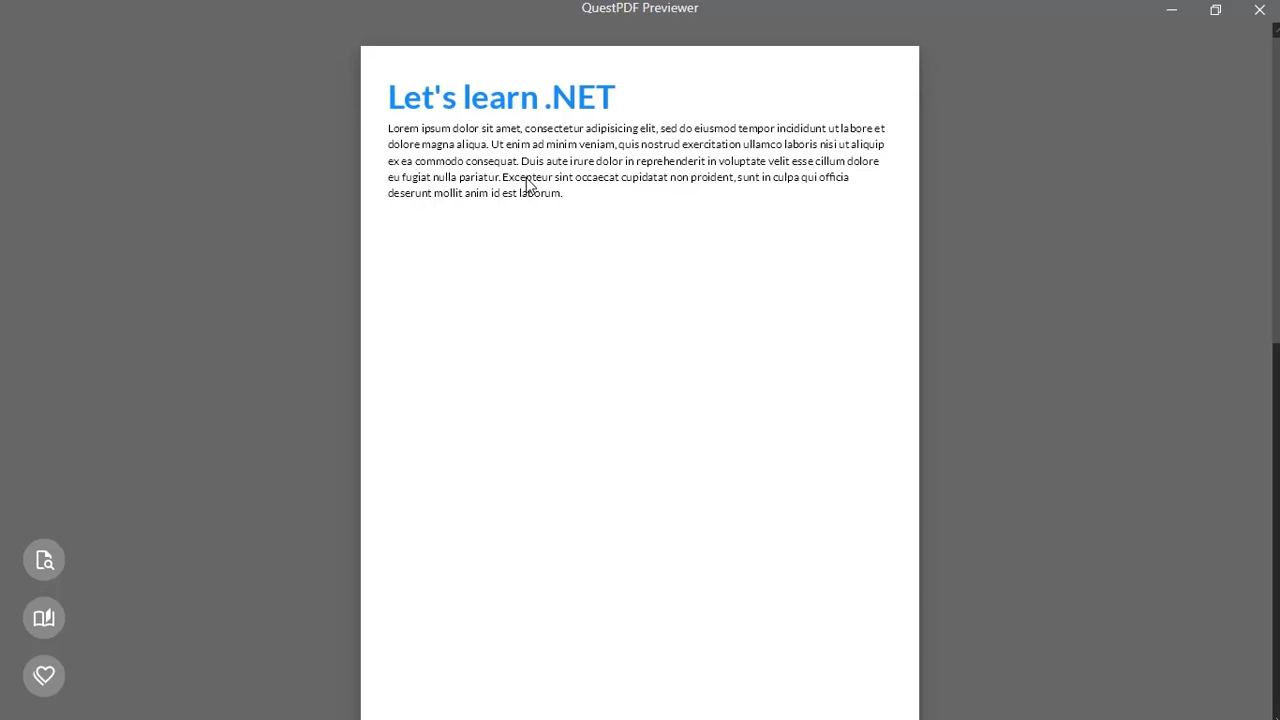 QuestPDF Previewer
Let's learn .NET
Lorem ipsum dolor sit amet, consectetur adipisicing elit, sed do eiusmod tempor incididunt ut labore et
dolore magna aliqua. Ut enim ad minim veniam, quis nostrud exercitation ullamco laboris nisi ut aliquip
ex ea commodo consequat. Duis aute irure dolor in reprehenderit in voluptate velit esse cillum dolore
eu fugiat nulla pariatur. Excepteur sint occaecat cupidatat non proident, sunt in culpa qui officia
deserunt mollit anim id est laborum.